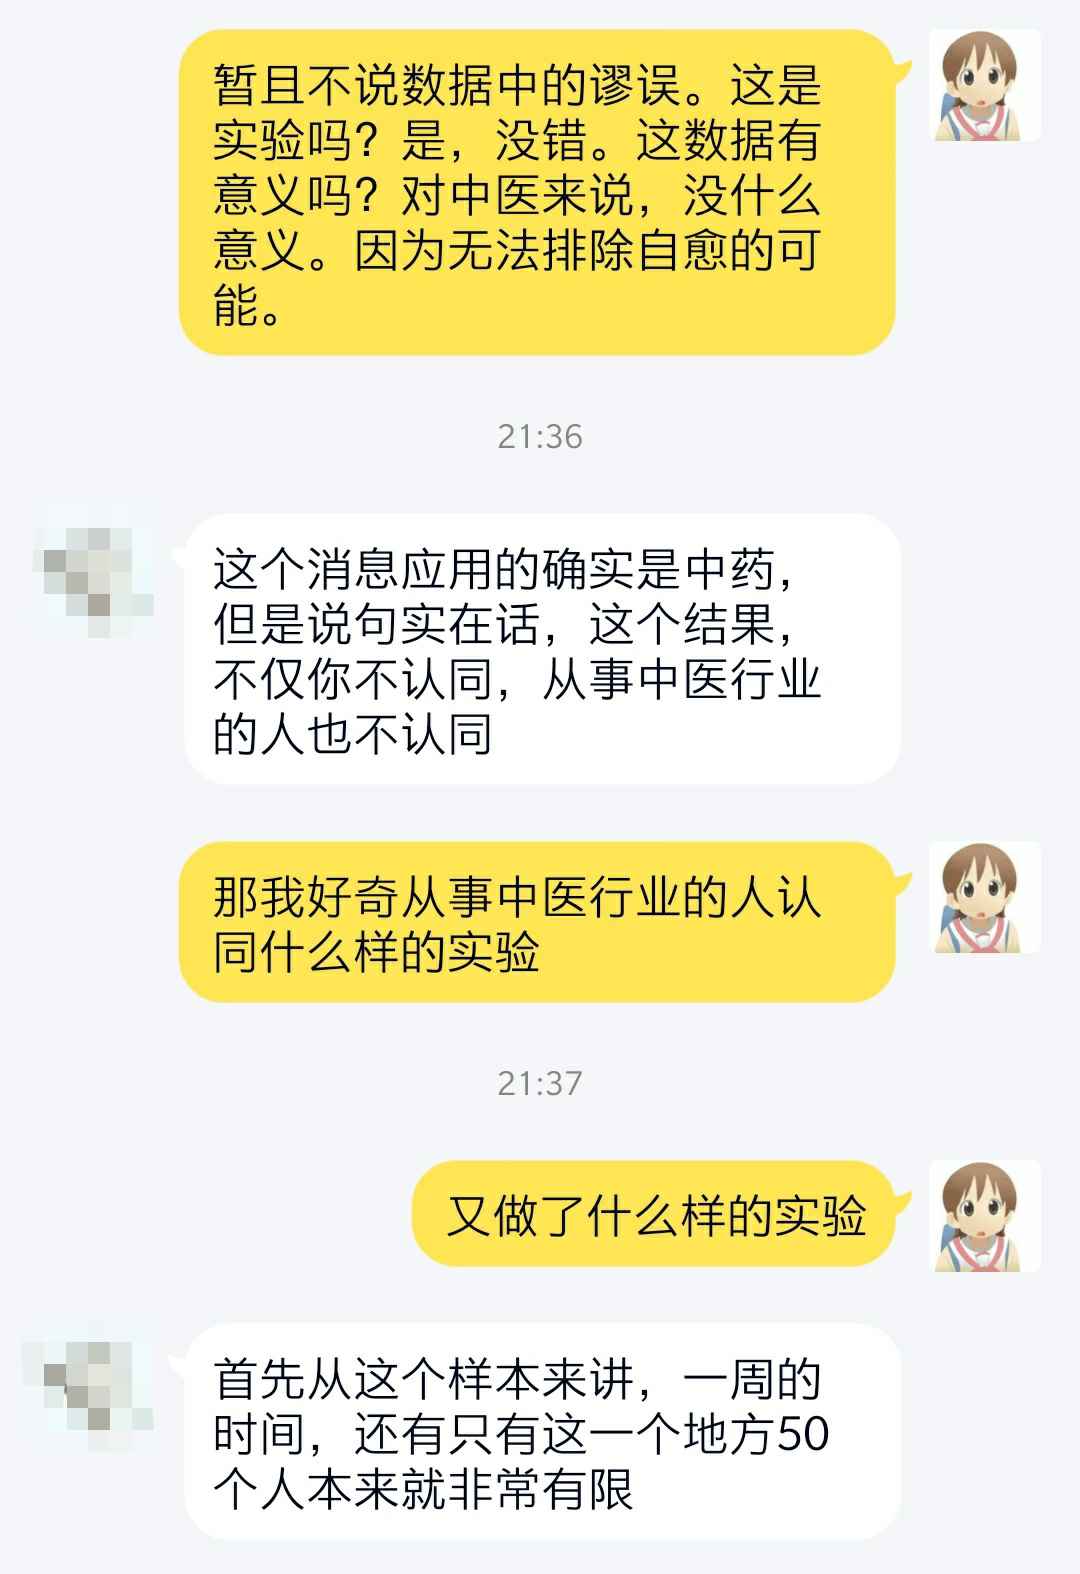 暂且不说数据中的谬误。这是
实验吗？是，没错。这数据有
意义吗？对中医来说，没什么
意义。因为无法排除自愈的可
能。
21:36
这个消息应用的确实是中药，
但是说句实在话，这个结果，
不仅你不认同，从事中医行业
的人也不认同
那我好奇从事中医行业的人认
同什么样的实验
21:37
又做了什么样的实验
首先从这个样本来讲，一周的
时间，还有只有这一个地方50
个人本来就非常有限